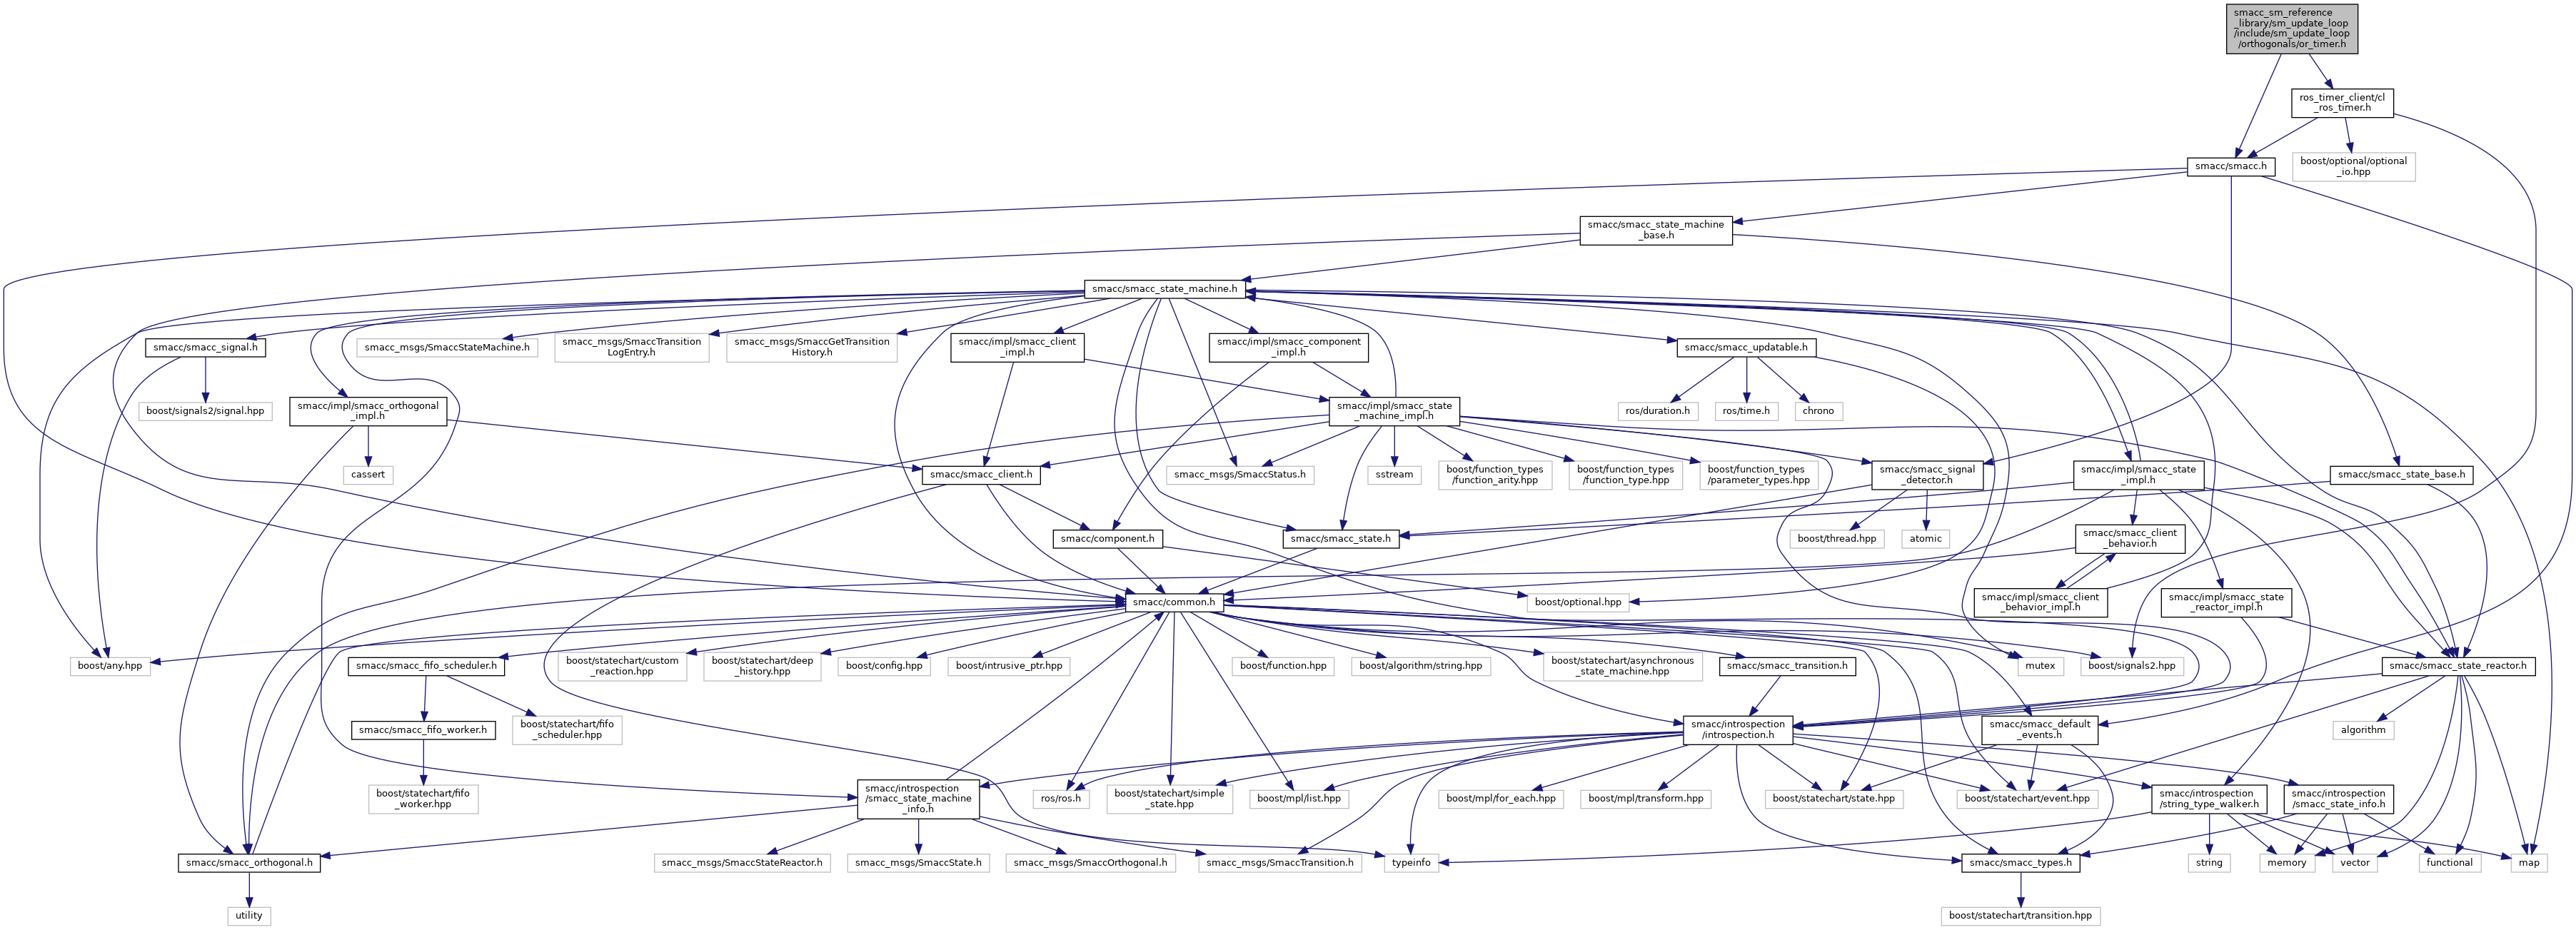 smacc_sm_reference
_library/sm_update_loop
/include/sm_update_loop
/orthogonals/or_timer.h
ros_timer_client/cl
_ros_timer.h
smacc/smacc.h
boost/optional/optional
_io.hpp
smacc/smacc_state_machine
_base.h
smacc/smacc_state_machine.h
smacc/smacc_signal.h
smacc_msgs/SmaccStateMachine.h
smacc_msgs/SmaccTransition
LogEntry.h
smacc_msgs/SmaccGetTransition
History.h
smacc/impl/smacc_client
_impl.h
smacc/impl/smacc_component
_impl.h
smacc/smacc_updatable.h
boost/signals2/signal.hpp
smacc/impl/smacc_orthogonal
_impl.h
smacc/impl/smacc_state
_machine_impl.h
ros/duration.h
ros/time.h
chrono
cassert
smacc/smacc_client.h
smacc_msgs/SmaccStatus.h
sstream
boost/function_types
/function_arity.hpp
boost/function_types
/function_type.hpp
boost/function_types
/parameter_types.hpp
smacc/smacc_signal
_detector.h
smacc/impl/smacc_state
_impl.h
smacc/smacc_state_base.h
smacc/component.h
smacc/smacc_state.h
boost/thread.hpp
atomic
smacc/smacc_client
_behavior.h
smacc/common.h
boost/optional.hpp
smacc/impl/smacc_client
_behavior_impl.h
smacc/impl/smacc_state
_reactor_impl.h
boost/any.hpp
smacc/smacc_fifo_scheduler.h
boost/statechart/custom
_reaction.hpp
boost/statechart/deep
_history.hpp
boost/config.hpp
boost/intrusive_ptr.hpp
boost/function.hpp
boost/algorithm/string.hpp
boost/statechart/asynchronous
_state_machine.hpp
smacc/smacc_transition.h
mutex
boost/signals2.hpp
smacc/smacc_state_reactor.h
smacc/smacc_fifo_worker.h
boost/statechart/fifo
_scheduler.hpp
smacc/introspection
/introspection.h
smacc/smacc_default
_events.h
algorithm
boost/statechart/fifo
_worker.hpp
smacc/introspection
/smacc_state_machine
_info.h
ros/ros.h
boost/statechart/simple
_state.hpp
boost/mpl/list.hpp
boost/mpl/for_each.hpp
boost/mpl/transform.hpp
boost/statechart/state.hpp
boost/statechart/event.hpp
smacc/introspection
/string_type_walker.h
smacc/introspection
/smacc_state_info.h
smacc/smacc_orthogonal.h
smacc_msgs/SmaccStateReactor.h
smacc_msgs/SmaccState.h
smacc_msgs/SmaccOrthogonal.h
smacc_msgs/SmaccTransition.h
typeinfo
smacc/smacc_types.h
string
memory
vector
functional
map
utility
boost/statechart/transition.hpp